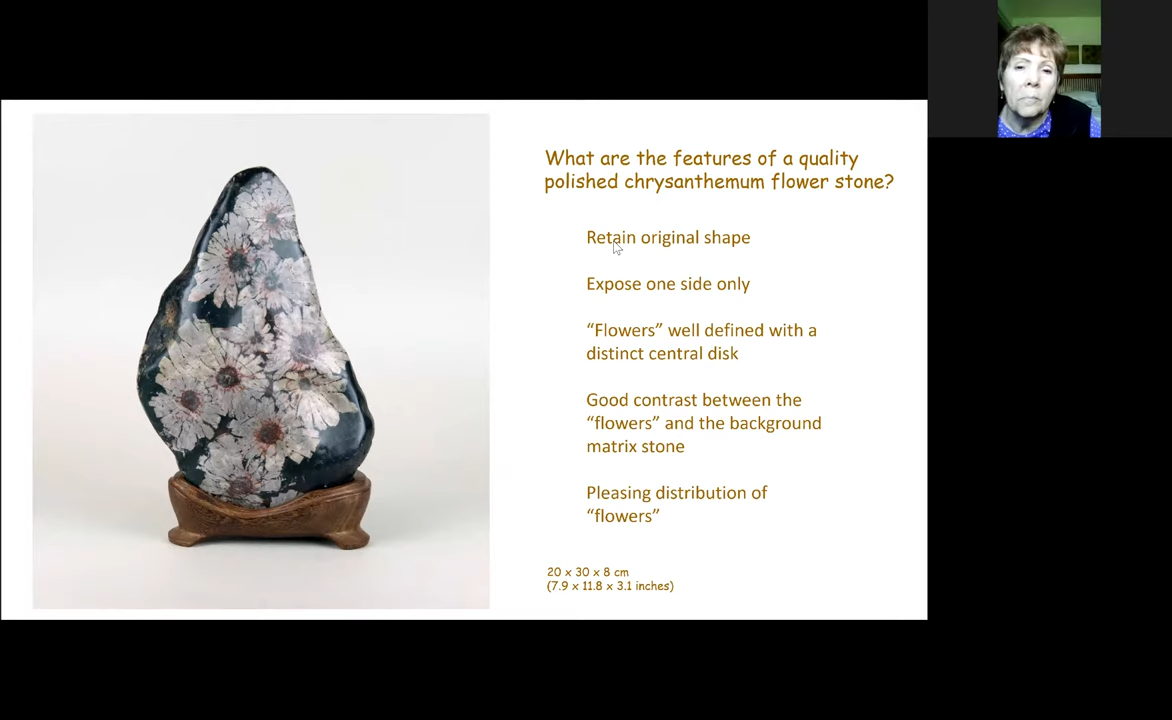 What are the features of a quality
polished chrysanthemum flower stone?
Retain original shape
Expose one side only
“Flowers” well defined with a
distinct central disk
Good contrast between the
“flowers” and the background
matrix stone
Pleasing distribution of
“flowers”
20 x 30 x 8 cm
(7.9 x 11.8 x 3.1 inches)